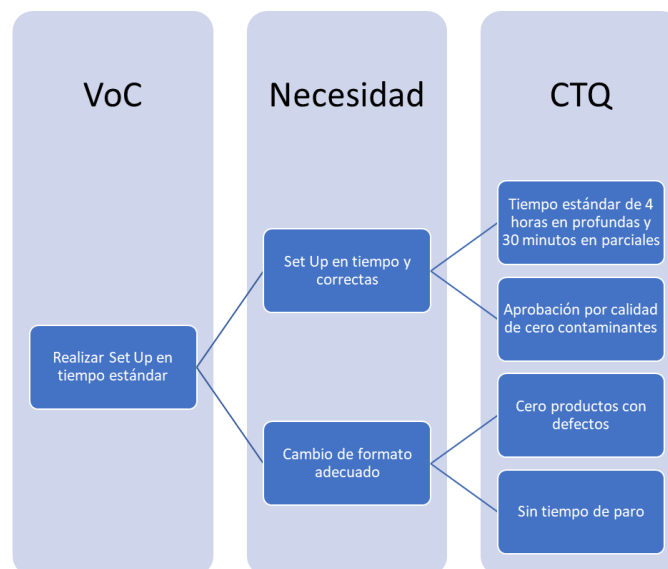 VoC
Necesidad
CTQ
Realizar Set Up en
tiempo estándar
Set Up en tiempo y
correctas
Cambio de formato
adecuado
Tiempo estándar de 4
horas en profundas y
30 minutos en parciales
Aprobación por calidad
de cero contaminantes
Cero productos con
defectos
Sin tiempo de paro